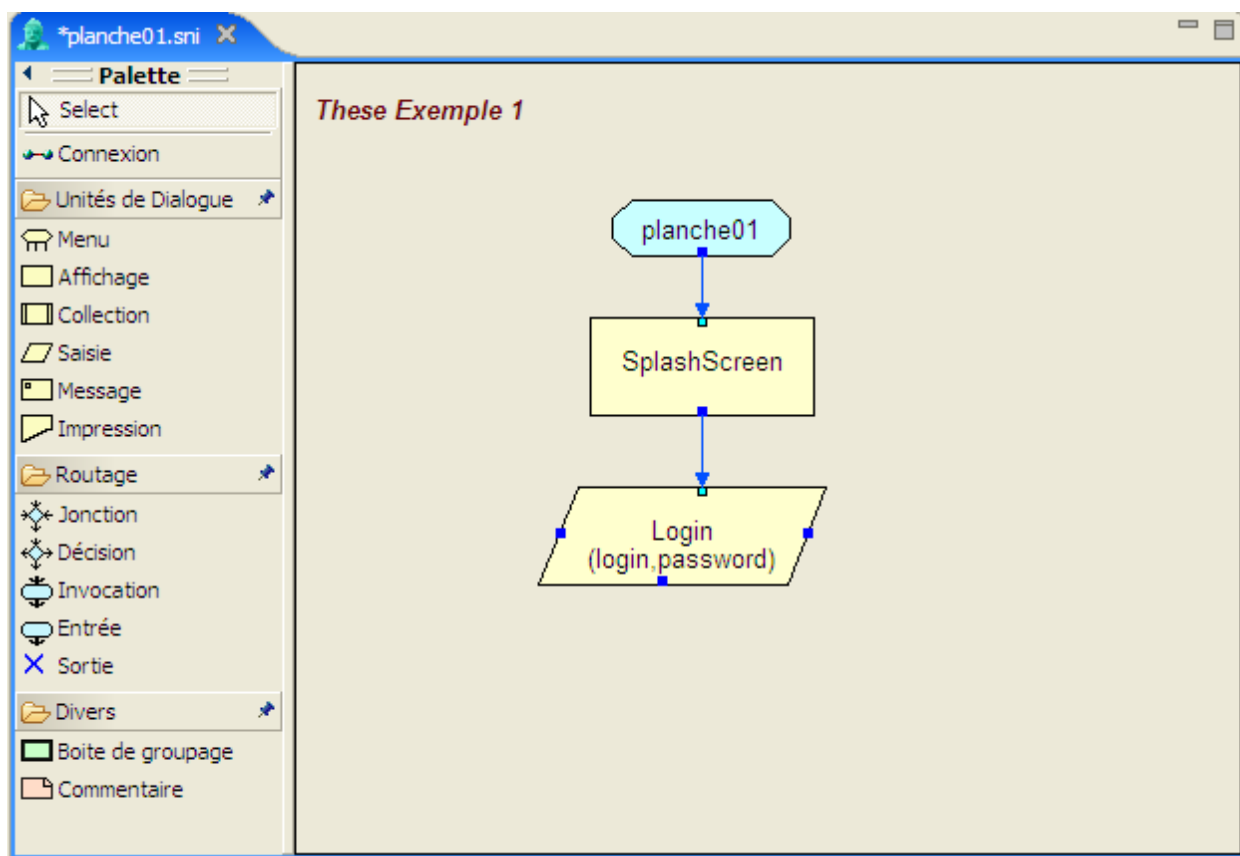 *planche01.sni
Palette
Select
Connexion
Unités de Dialogue
Menu
Affichage
Collection
Saisie
Message
Impression
Routage
Jonction
Décision
Invocation
Entrée
Sortie
Divers
Boite de groupage
Commentaire
These Exemple 1
planche01
SplashScreen
Login
(login,password)